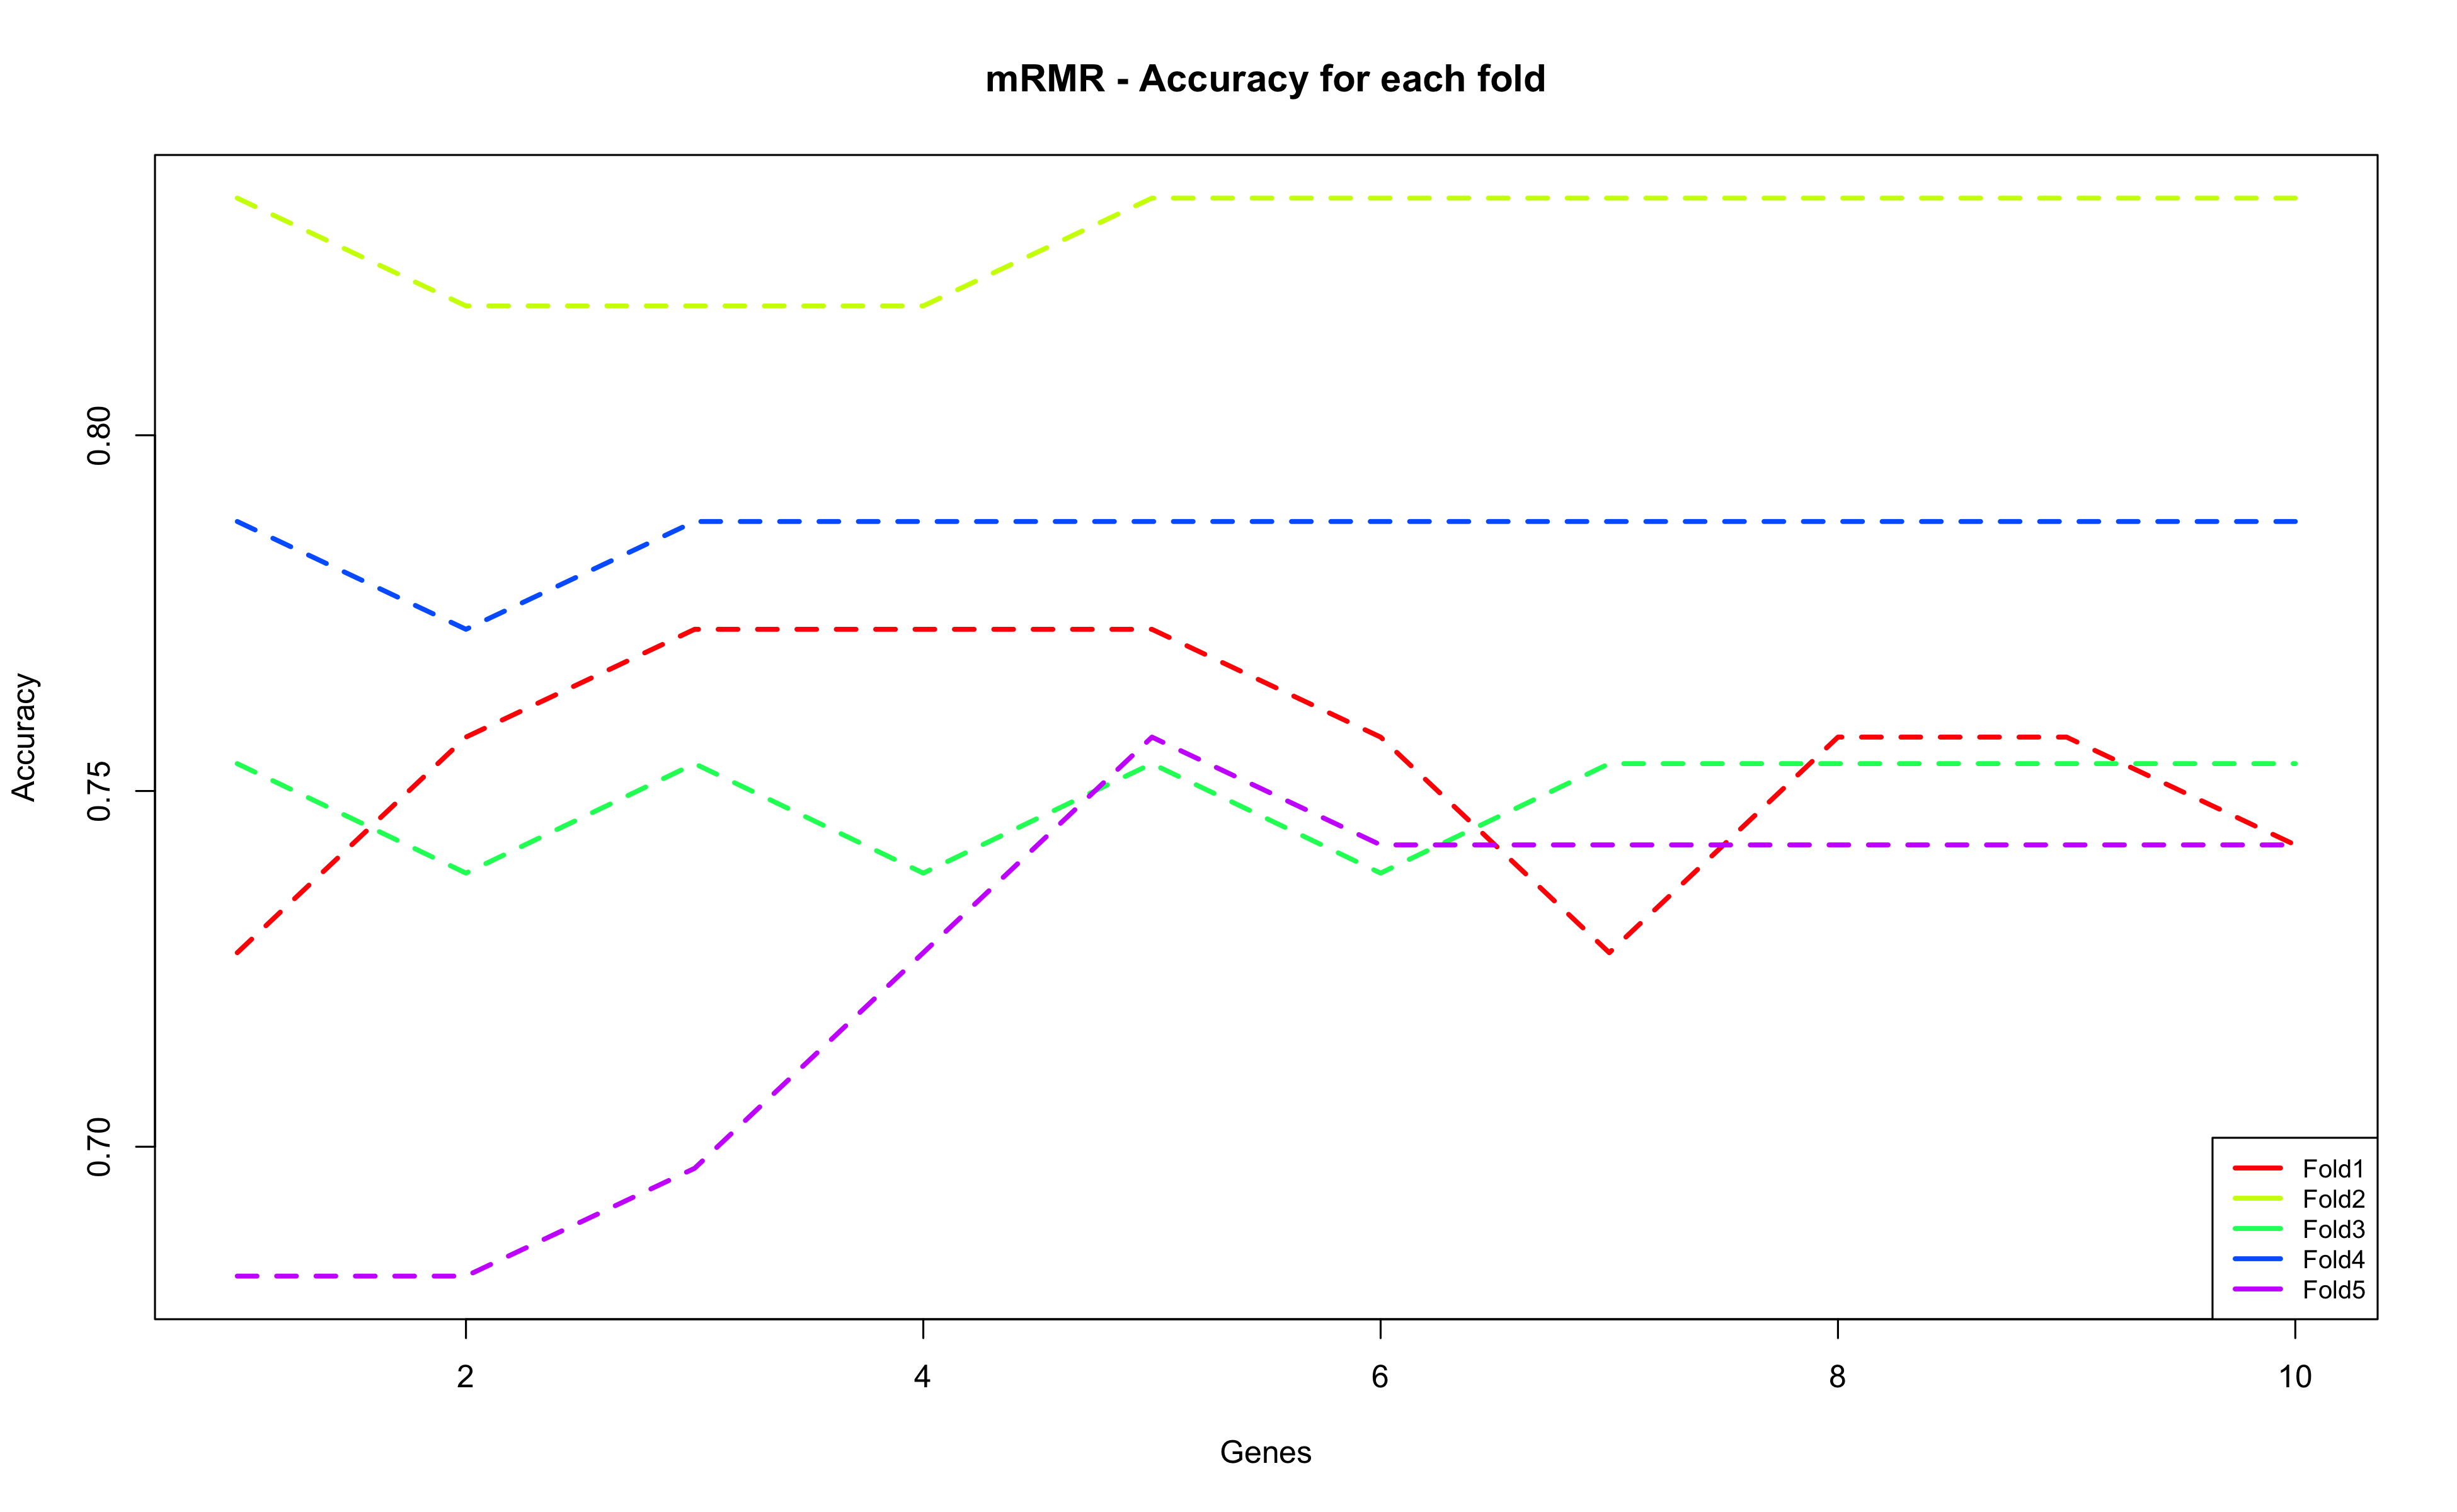 mRMR - Accuracy for each fold
Accuracy
0.80
0.75
0.70
2
4
6
8
10
Genes
Fold1
Fold2
Fold3
Fold4
Fold5